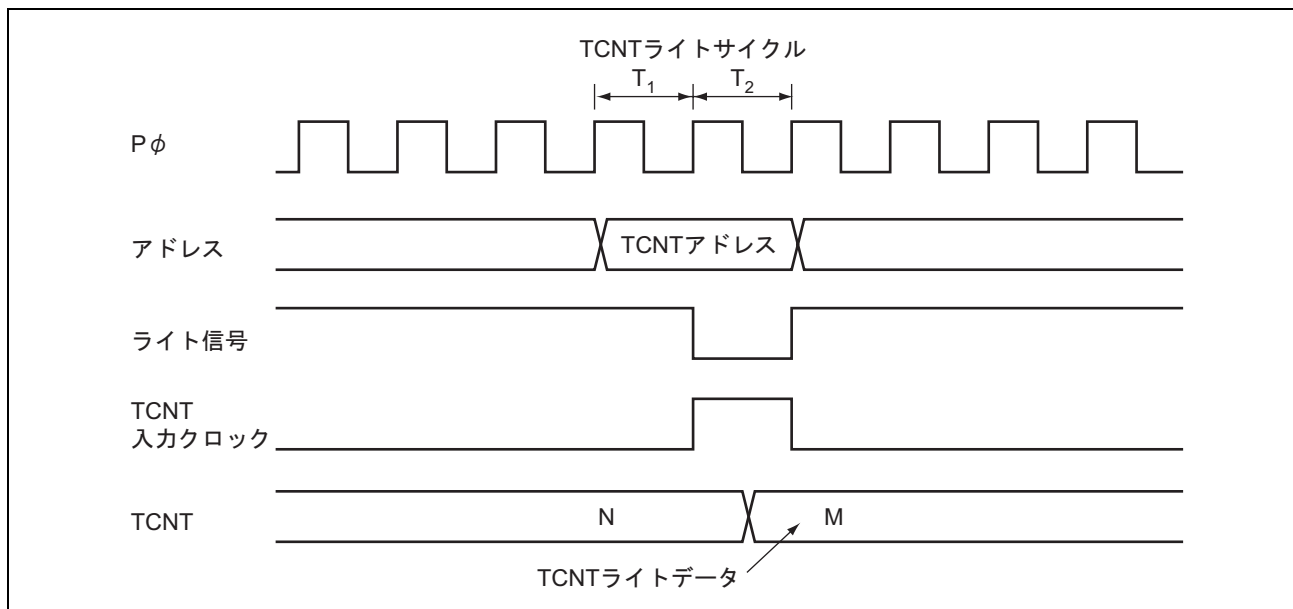 TCNTライトサイクル
T1 T2
Pφ
アドレス
TCNTアドレス
ライト信号
TCNT
入力クロック
TCNT
N
M
TCNTライトデータ